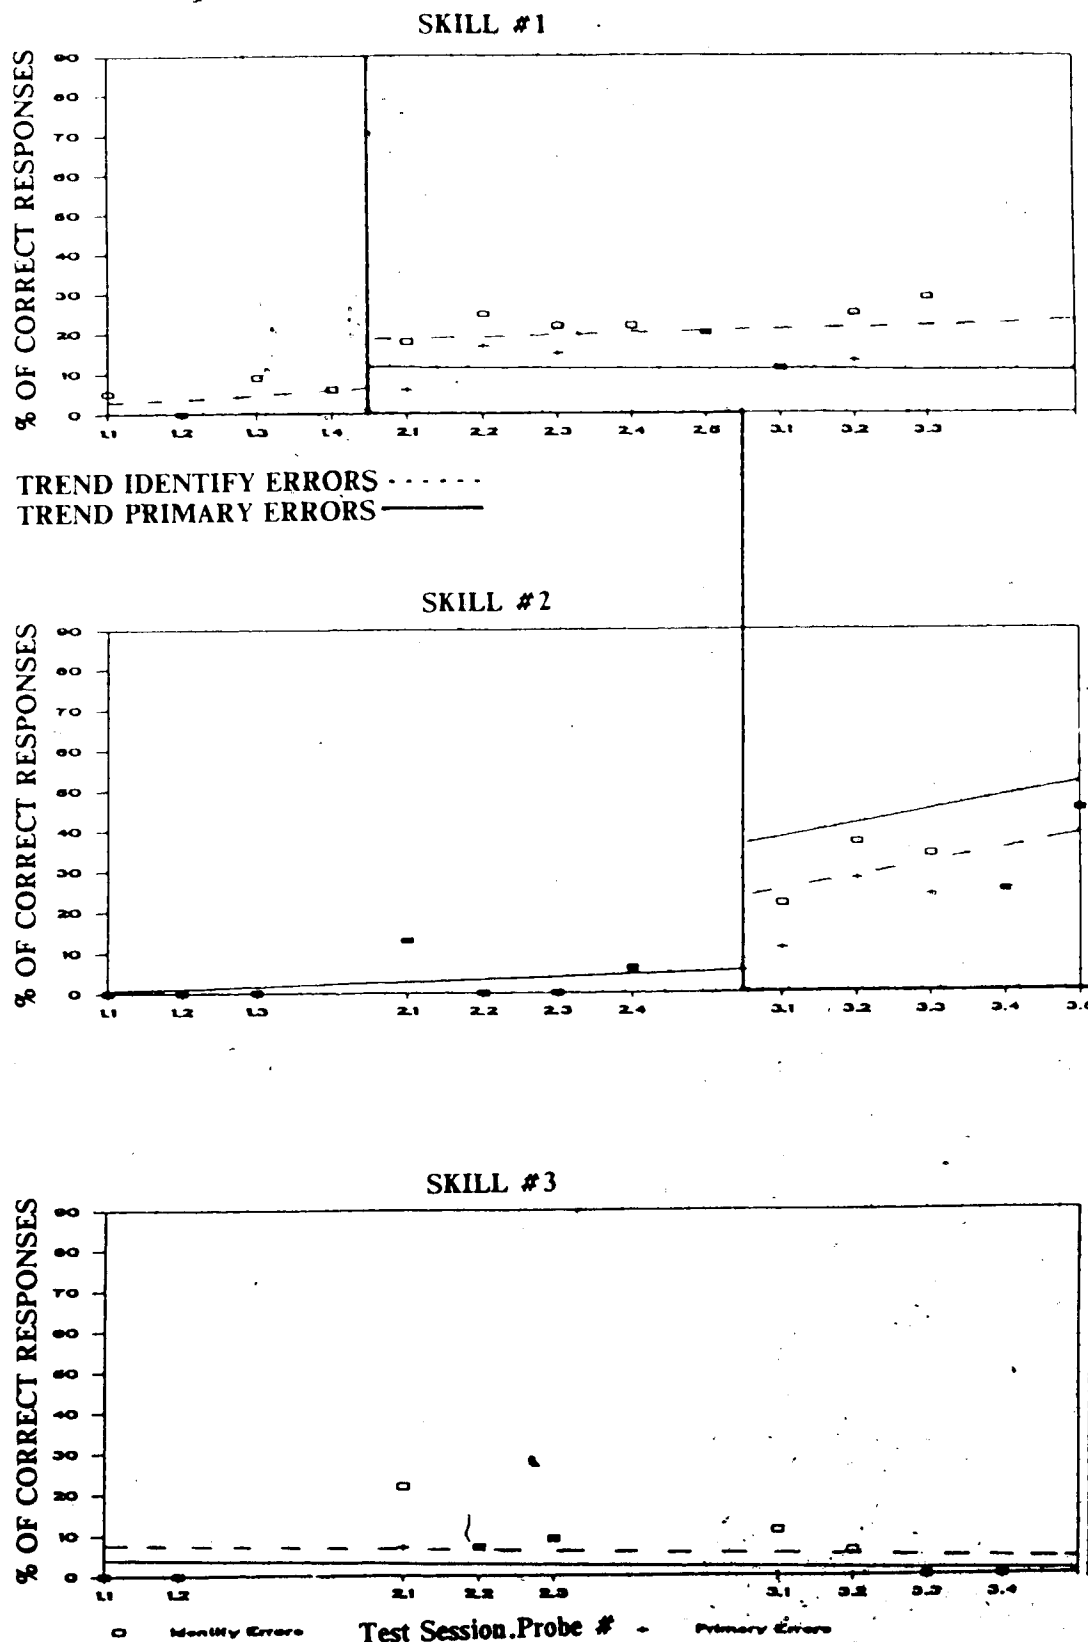 SKILL #1
% OF CORRECT RESPONSES
90
80
70
60
50
40
30
20
10
0
1.1 1.2 1.3 1.4 2.1 2.2 2.3 2.4 2.5 3.1 3.2 3.3
TREND IDENTIFY ERRORS ------
TREND PRIMARY ERRORS
SKILL #2
% OF CORRECT RESPONSES
90
80
70
60
50
40
30
20
10
0
1.1 1.2 1.3 2.1 2.2 2.3 2.4 3.1 3.2 3.3 3.4
SKILL #3
% OF CORRECT RESPONSES
90
80
70
60
50
40
30
20
10
0
1.1 1.2 2.1 2.2 2.3 3.1 3.2 3.3 3.4
Identify Errors Test Session.Probe # + Primary Errors